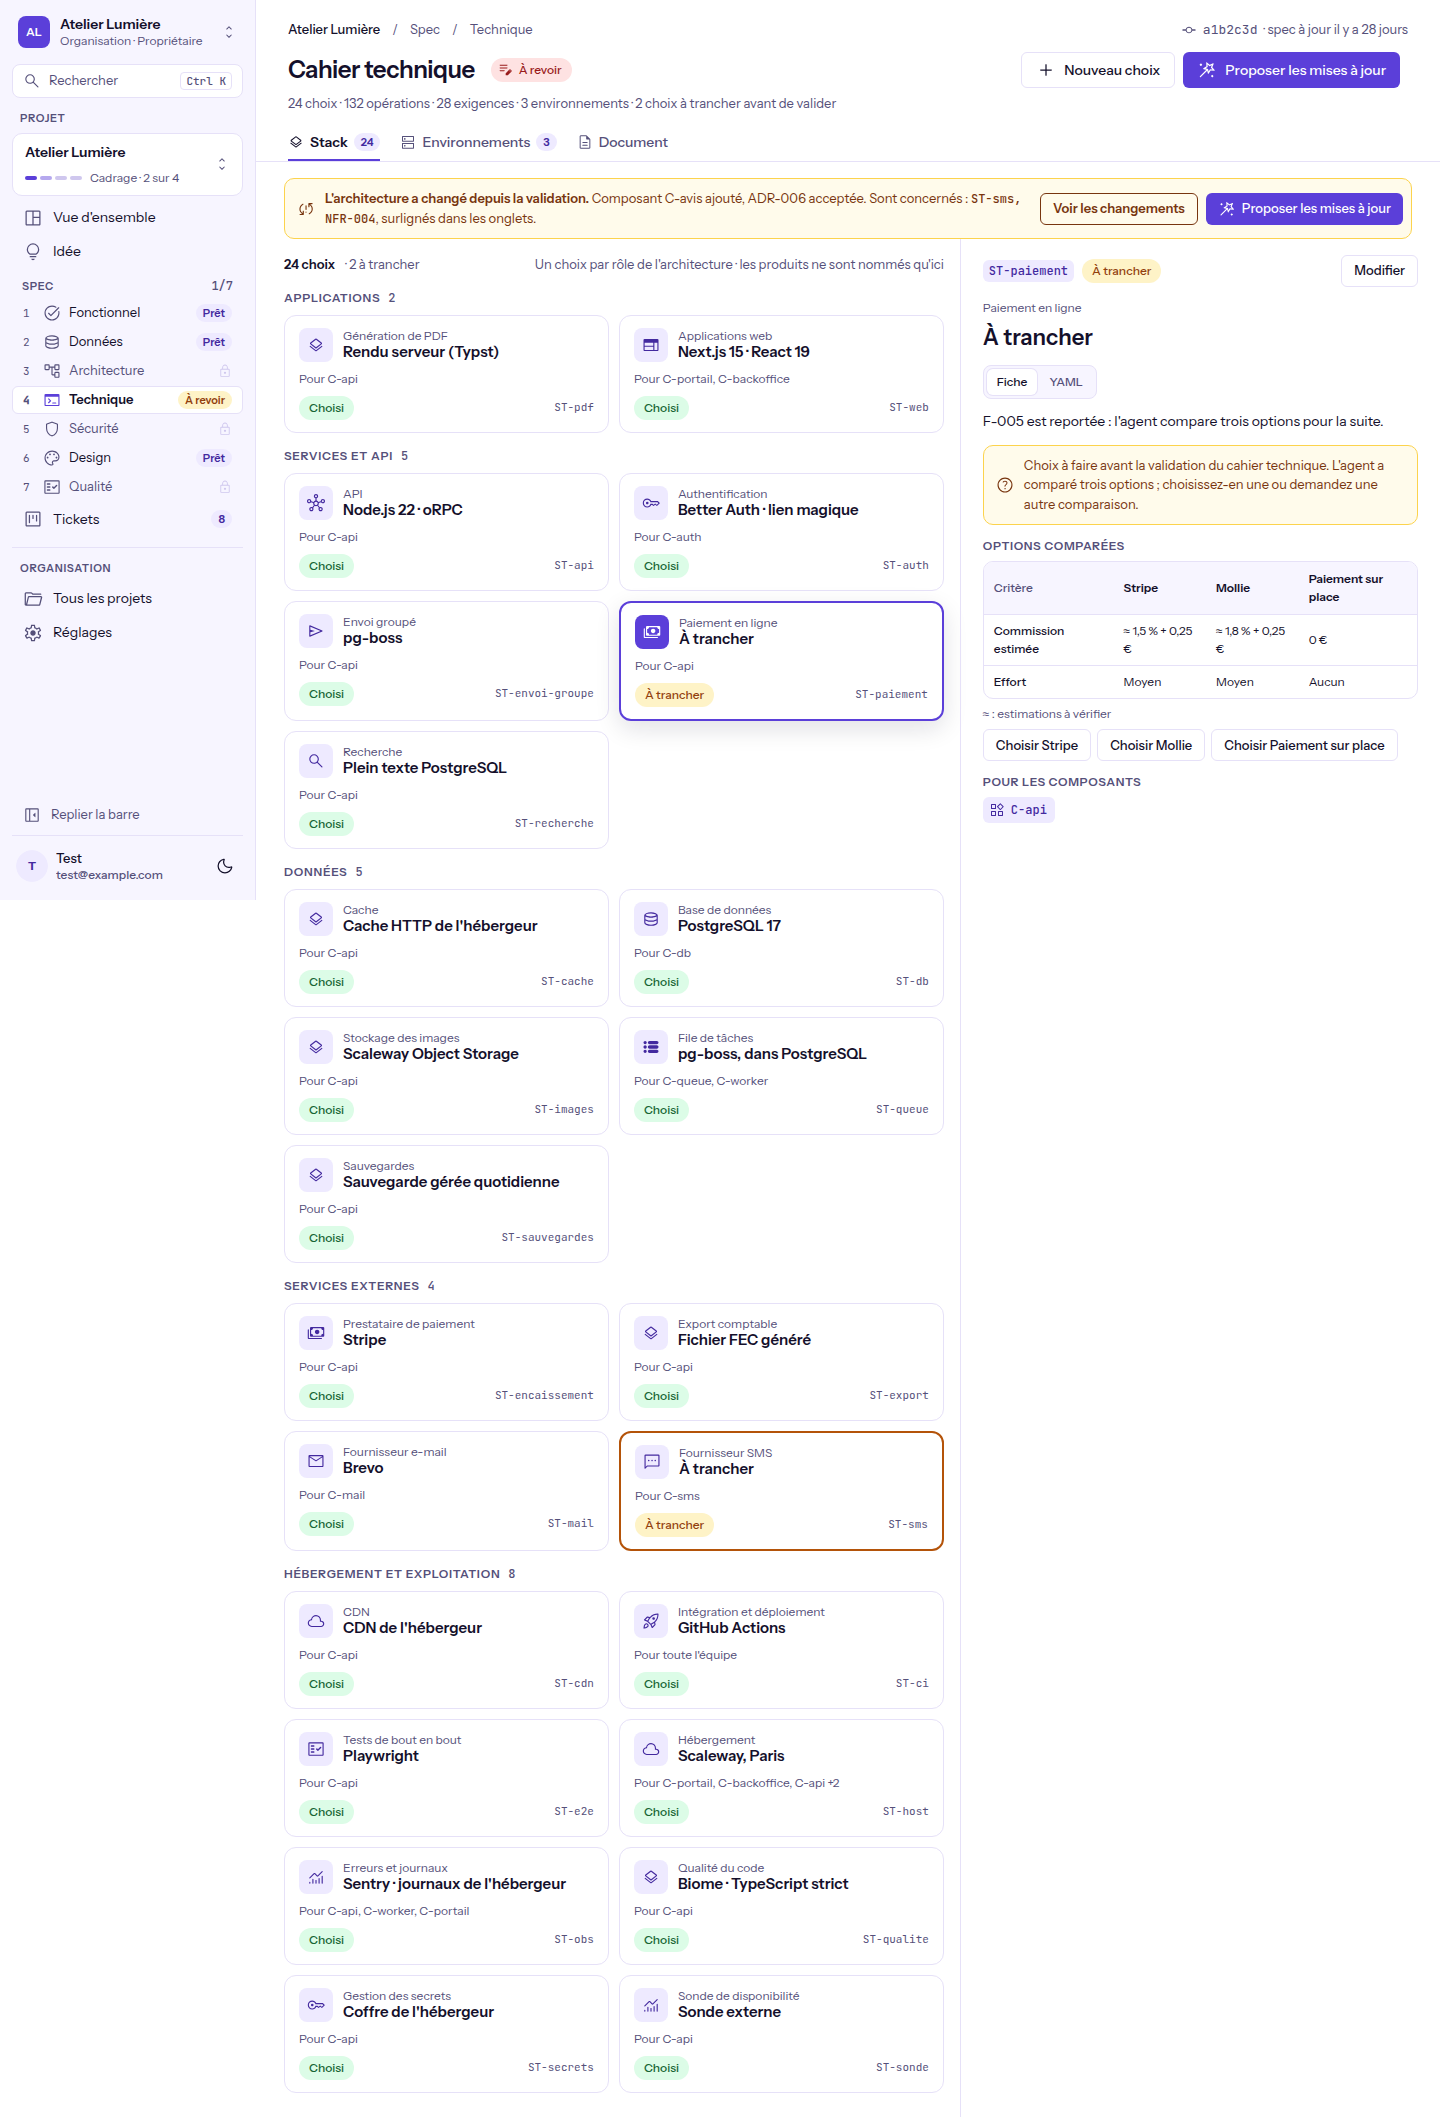 AL
Atelier Lumière
Organisation · Propriétaire
Rechercher
Ctrl K
PROJET
Atelier Lumière
Cadrage · 2 sur 4
Vue d'ensemble
Idée
SPEC 1/7
1 Fonctionnel Prêt
2 Données Prêt
3 Architecture
4 Technique À revoir
5 Sécurité
6 Design Prêt
7 Qualité
Tickets 8
ORGANISATION
Tous les projets
Réglages
Replier la barre
T
Test
test@example.com
Atelier Lumière / Spec / Technique
a1b2c3d · spec à jour il y a 28 jours
Cahier technique
À revoir
Nouveau choix
Proposer les mises à jour
24 choix · 132 opérations · 28 exigences · 3 environnements · 2 choix à trancher avant de valider
Stack 24
Environnements 3
Document
L'architecture a changé depuis la validation. Composant C-avis ajouté, ADR-006 acceptée. Sont concernés : ST-sms,
NFR-004, surlignés dans les onglets.
Voir les changements
Proposer les mises à jour
24 choix · 2 à trancher
Un choix par rôle de l'architecture · les produits ne sont nommés qu'ici
APPLICATIONS 2
Génération de PDF
Rendu serveur (Typst)
Pour C-api
Choisi ST-pdf
Applications web
Next.js 15 · React 19
Pour C-portail, C-backoffice
Choisi ST-web
SERVICES ET API 5
API
Node.js 22 · oRPC
Pour C-api
Choisi ST-api
Authentification
Better Auth · lien magique
Pour C-auth
Choisi ST-auth
Envoi groupé
pg-boss
Pour C-api
Choisi ST-envoi-groupe
Paiement en ligne
À trancher
Pour C-api
À trancher ST-paiement
Recherche
Plein texte PostgreSQL
Pour C-api
Choisi ST-recherche
DONNÉES 5
Cache
Cache HTTP de l'hébergeur
Pour C-api
Choisi ST-cache
Base de données
PostgreSQL 17
Pour C-db
Choisi ST-db
Stockage des images
Scaleway Object Storage
Pour C-api
Choisi ST-images
File de tâches
pg-boss, dans PostgreSQL
Pour C-queue, C-worker
Choisi ST-queue
Sauvegardes
Sauvegarde gérée quotidienne
Pour C-api
Choisi ST-sauvegardes
SERVICES EXTERNES 4
Prestataire de paiement
Stripe
Pour C-api
Choisi ST-encaissement
Export comptable
Fichier FEC généré
Pour C-api
Choisi ST-export
Fournisseur e-mail
Brevo
Pour C-mail
Choisi ST-mail
Fournisseur SMS
À trancher
Pour C-sms
À trancher ST-sms
HÉBERGEMENT ET EXPLOITATION 8
CDN
CDN de l'hébergeur
Pour C-api
Choisi ST-cdn
Intégration et déploiement
GitHub Actions
Pour toute l'équipe
Choisi ST-ci
Tests de bout en bout
Playwright
Pour C-api
Choisi ST-e2e
Hébergement
Scaleway, Paris
Pour C-portail, C-backoffice, C-api +2
Choisi ST-host
Erreurs et journaux
Sentry · journaux de l'hébergeur
Pour C-api, C-worker, C-portail
Choisi ST-obs
Qualité du code
Biome · TypeScript strict
Pour C-api
Choisi ST-qualite
Gestion des secrets
Coffre de l'hébergeur
Pour C-api
Choisi ST-secrets
Sonde de disponibilité
Sonde externe
Pour C-api
Choisi ST-sonde
ST-paiement À trancher
Modifier
Paiement en ligne
À trancher
Fiche YAML
F-005 est reportée : l'agent compare trois options pour la suite.
Choix à faire avant la validation du cahier technique. L'agent a
comparé trois options ; choisissez-en une ou demandez une
autre comparaison.
OPTIONS COMPARÉES
Critère Stripe Mollie Paiement sur
place
Commission ≈ 1,5 % + 0,25 ≈ 1,8 % + 0,25 0 €
estimée € €
Effort Moyen Moyen Aucun
≈ : estimations à vérifier
Choisir Stripe
Choisir Mollie
Choisir Paiement sur place
POUR LES COMPOSANTS
C-api